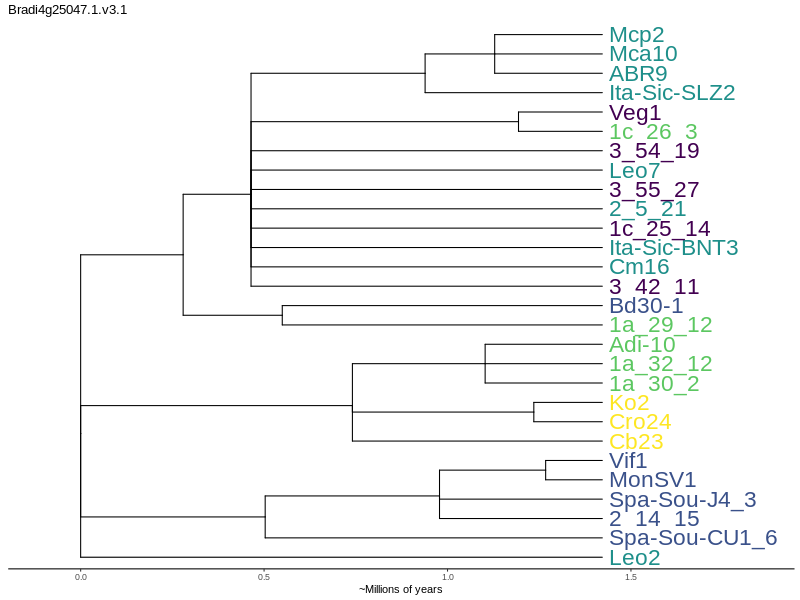 Bradi4g25047.1.v3.1
Mcp2
Mca10
ABR9
Ita-Sic-SLZ2
Veg1
1c_26_3
3_54_19
Leo7
3_55_27
2_5_21
1c_25_14
Ita-Sic-BNT3
Cm16
3_42_11
Bd30-1
1a_29_12
Adi-10
1a_32_12
1a_30_2
Ko2
Cro24
Cb23
Vif1
MonSV1
Spa-Sou-J4_3
2_14_15
Spa-Sou-CU1_6
Leo2
0.0 0.5 1.0 1.5
~Millions of years